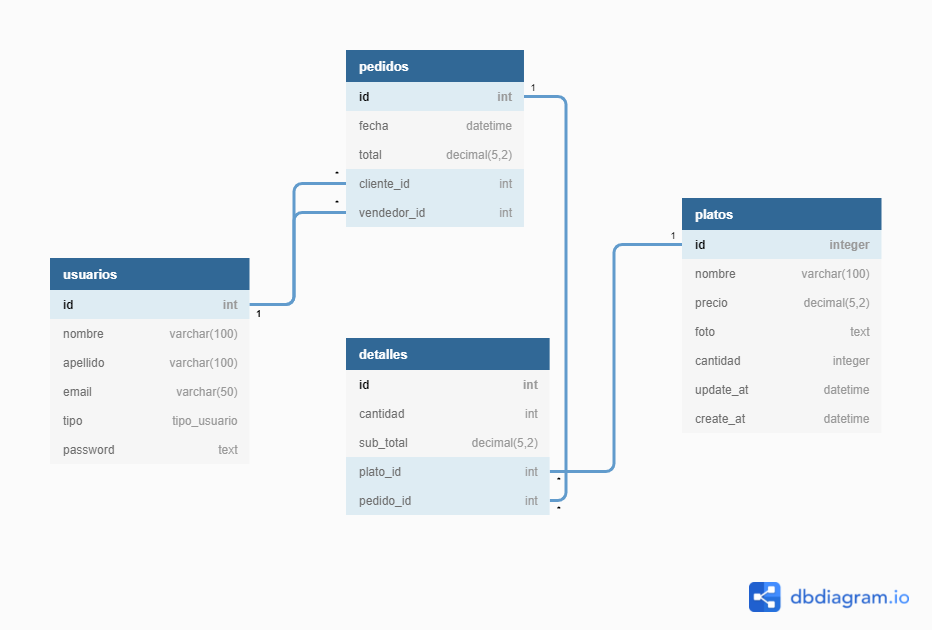 pedidos
id int
fecha datetime
total decimal(5,2)
cliente_id int
vendedor_id int
1
*
*
usuarios
id int
nombre varchar(100)
apellido varchar(100)
email varchar(50)
tipo tipo_usuario
password text
1
detalles
id int
cantidad int
sub_total decimal(5,2)
plato_id int
pedido_id int
*
*
platos
1
id integer
nombre varchar(100)
precio decimal(5,2)
foto text
cantidad integer
update_at datetime
create_at datetime
dbdiagram.io